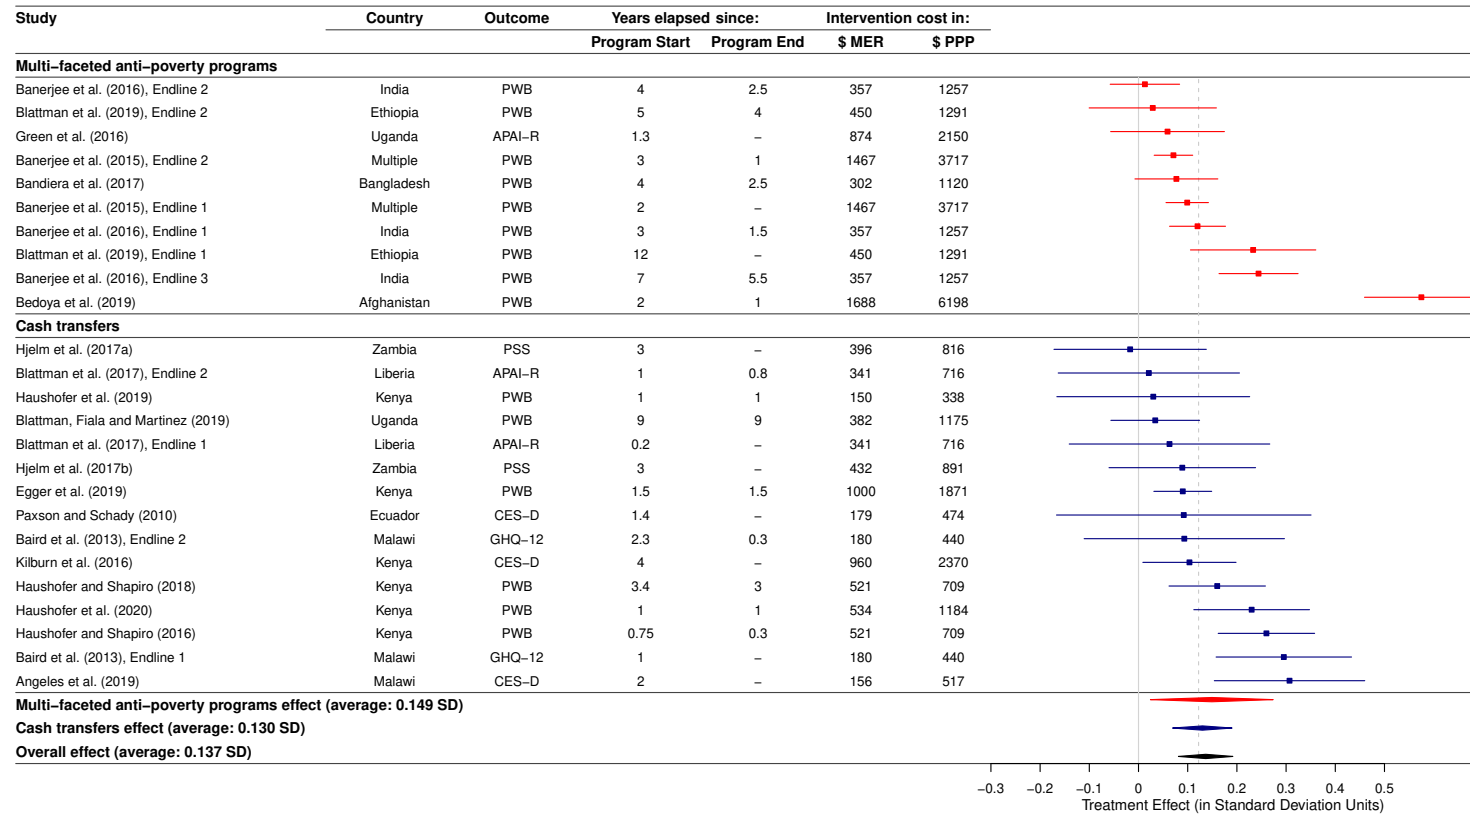 Study Country Outcome Years elapsed since: Intervention cost in:
Program Start Program End $ MER $ PPP
Multi−faceted anti−poverty programs
Banerjee et al. (2016), Endline 2 India PWB 4 2.5 357 1257
Blattman et al. (2019), Endline 2 Ethiopia PWB 5 4 450 1291
Green et al. (2016) Uganda APAI−R 1.3 − 874 2150
Banerjee et al. (2015), Endline 2 Multiple PWB 3 1 1467 3717
Bandiera et al. (2017) Bangladesh PWB 4 2.5 302 1120
Banerjee et al. (2015), Endline 1 Multiple PWB 2 − 1467 3717
Banerjee et al. (2016), Endline 1 India PWB 3 1.5 357 1257
Blattman et al. (2019), Endline 1 Ethiopia PWB 12 − 450 1291
Banerjee et al. (2016), Endline 3 India PWB 7 5.5 357 1257
Bedoya et al. (2019) Afghanistan PWB 2 1 1688 6198
Cash transfers
Hjelm et al. (2017a) Zambia PSS 3 − 396 816
Blattman et al. (2017), Endline 2 Liberia APAI−R 1 0.8 341 716
Haushofer et al. (2019) Kenya PWB 1 1 150 338
Blattman, Fiala and Martinez (2019) Uganda PWB 9 9 382 1175
Blattman et al. (2017), Endline 1 Liberia APAI−R 0.2 − 341 716
Hjelm et al. (2017b) Zambia PSS 3 − 432 891
Egger et al. (2019) Kenya PWB 1.5 1.5 1000 1871
Paxson and Schady (2010) Ecuador CES−D 1.4 − 179 474
Baird et al. (2013), Endline 2 Malawi GHQ−12 2.3 0.3 180 440
Kilburn et al. (2016) Kenya CES−D 4 − 960 2370
Haushofer and Shapiro (2018) Kenya PWB 3.4 3 521 709
Haushofer et al. (2020) Kenya PWB 1 1 534 1184
Haushofer and Shapiro (2016) Kenya PWB 0.75 0.3 521 709
Baird et al. (2013), Endline 1 Malawi GHQ−12 1 − 180 440
Angeles et al. (2019) Malawi CES−D 2 − 156 517
Multi−faceted anti−poverty programs effect (average: 0.149 SD)
Cash transfers effect (average: 0.130 SD)
Overall effect (average: 0.137 SD)
−0.3 −0.2 −0.1 0 0.1 0.2 0.3 0.4 0.5
Treatment Effect (in Standard Deviation Units)